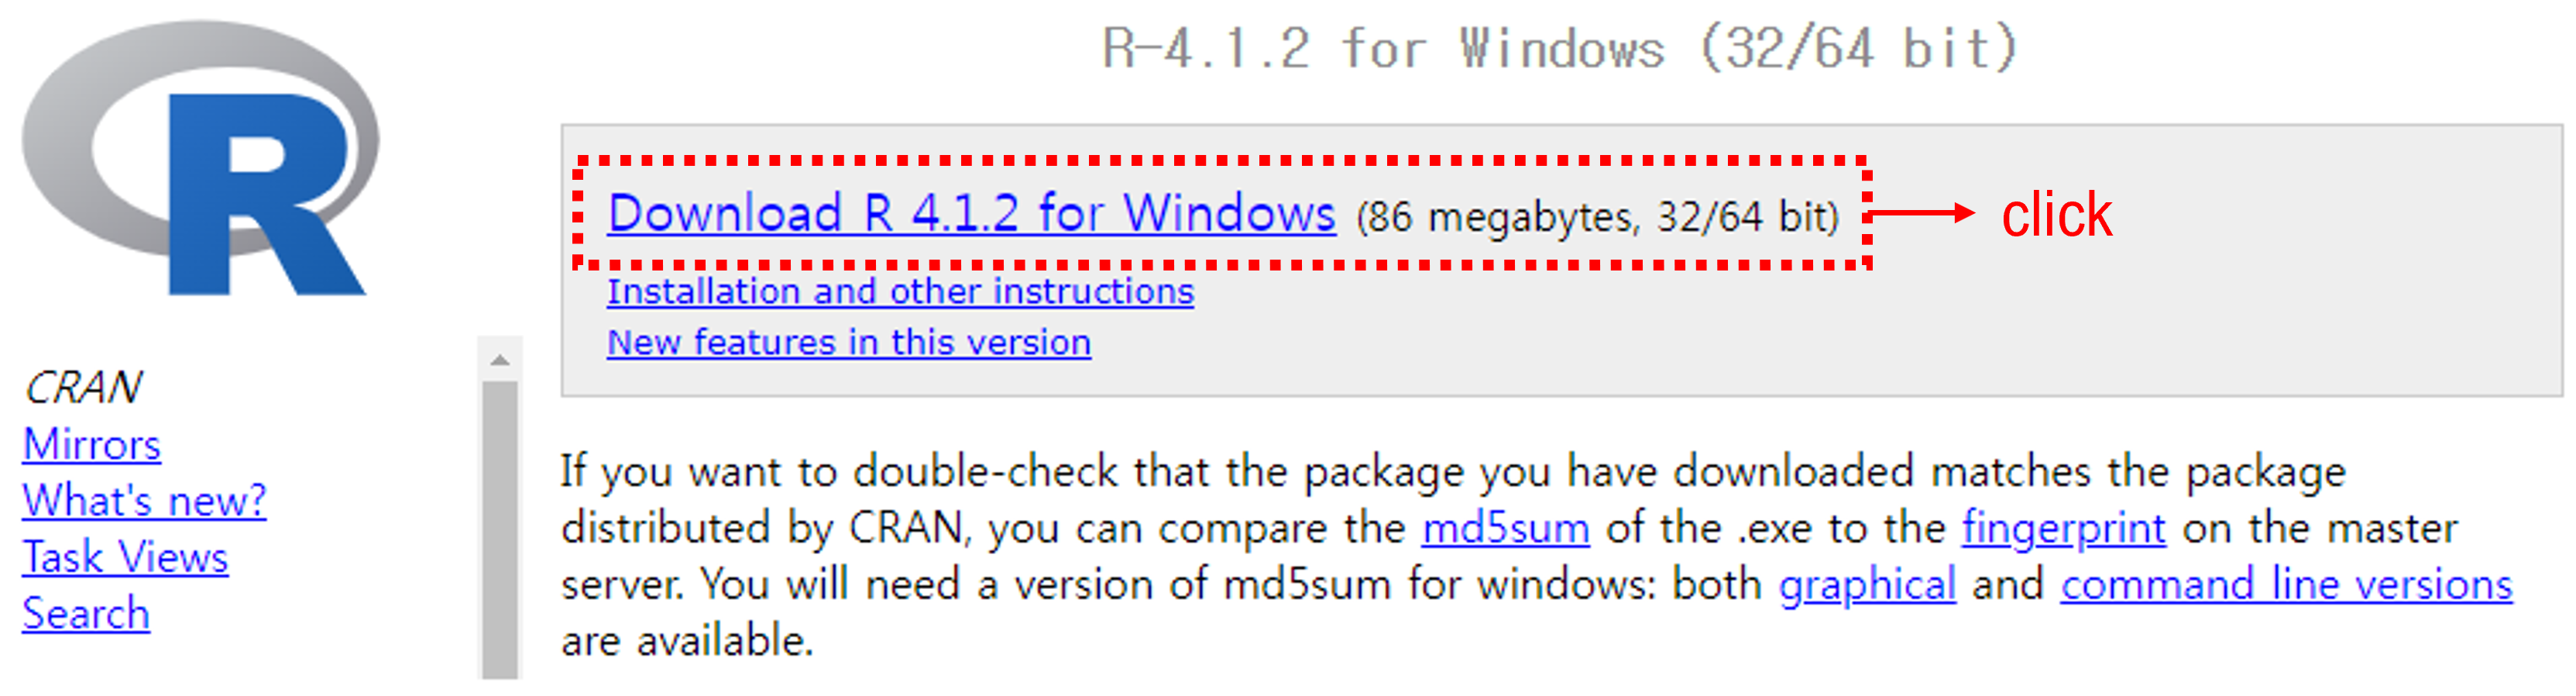 R-4.1.2 for Windows (32/64 bit)
R
Download R 4.1.2 for Windows (86 megabytes, 32/64 bit)
click
Installation and other instructions
New features in this version
CRAN
Mirrors
What's new?
Task Views
Search
If you want to double-check that the package you have downloaded matches the package
distributed by CRAN, you can compare the md5sum of the .exe to the fingerprint on the master
server. You will need a version of md5sum for windows: both graphical and command line versions
are available.